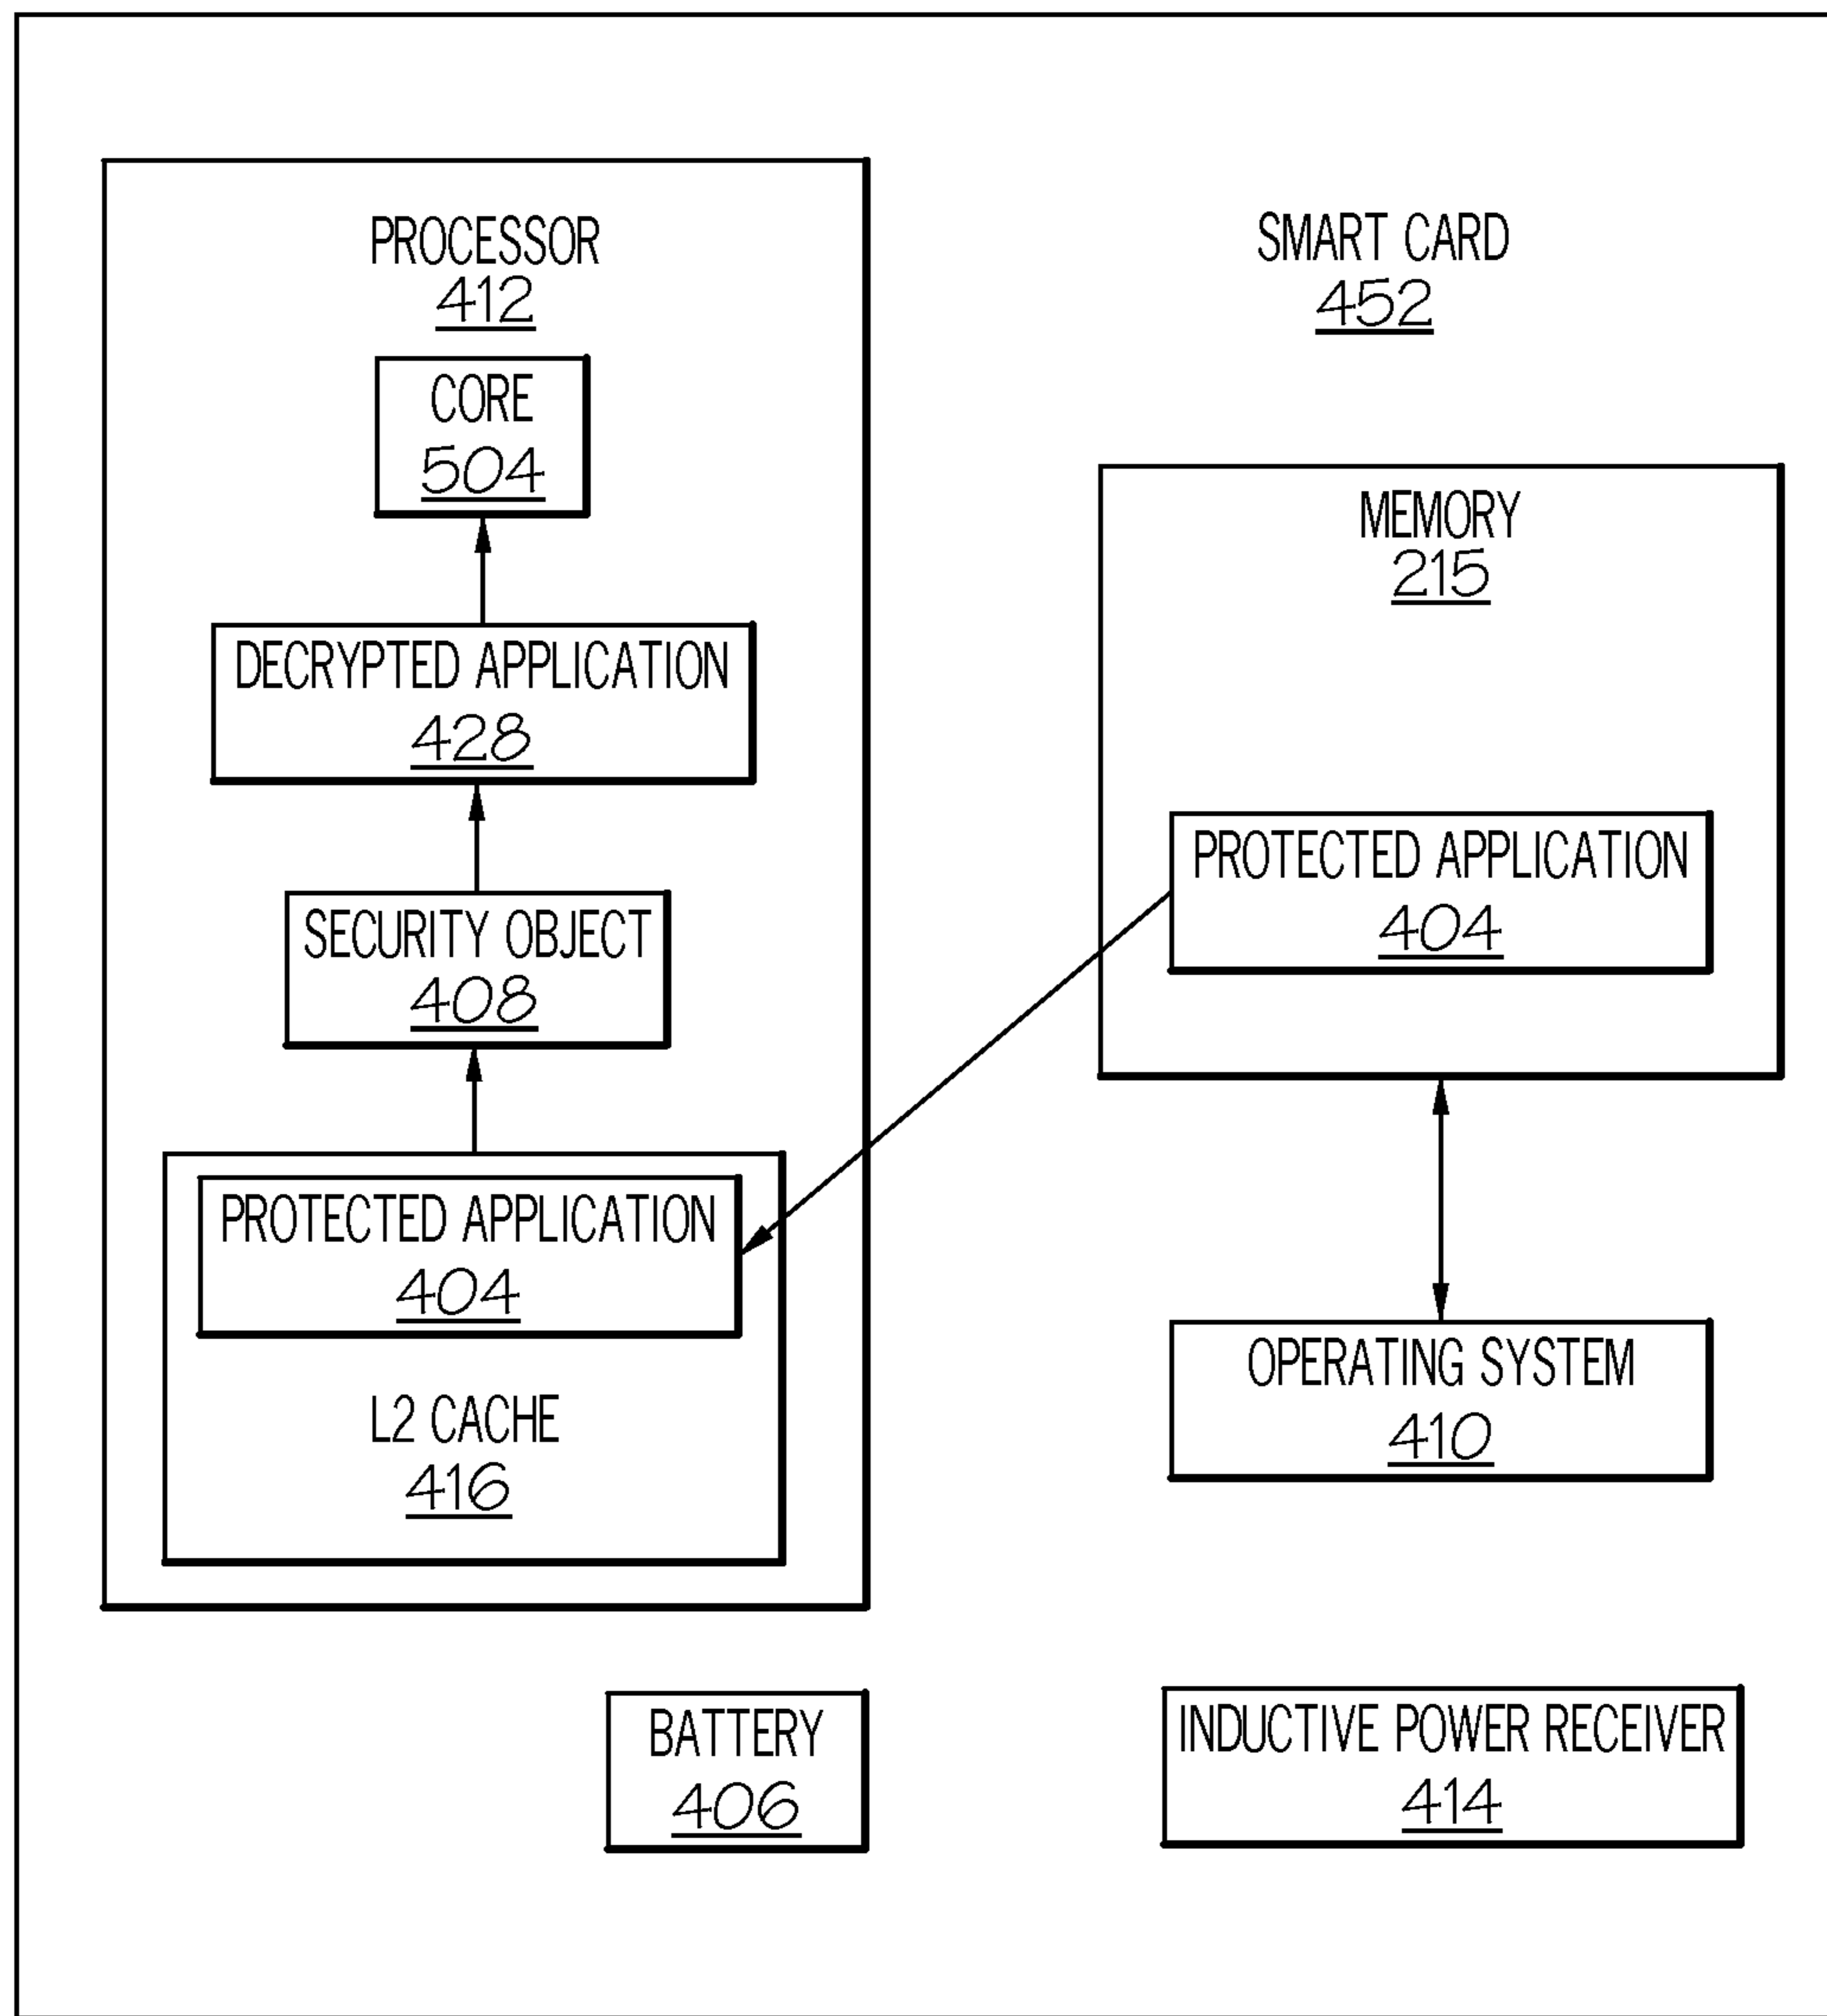 PROCESSOR
412
CORE
504
DECRYPTED APPLICATION
428
SECURITY OBJECT
408
PROTECTED APPLICATION
404
L2 CACHE
416
SMART CARD
452
MEMORY
215
PROTECTED APPLICATION
404
OPERATING SYSTEM
410
BATTERY
406
INDUCTIVE POWER RECEIVER
414